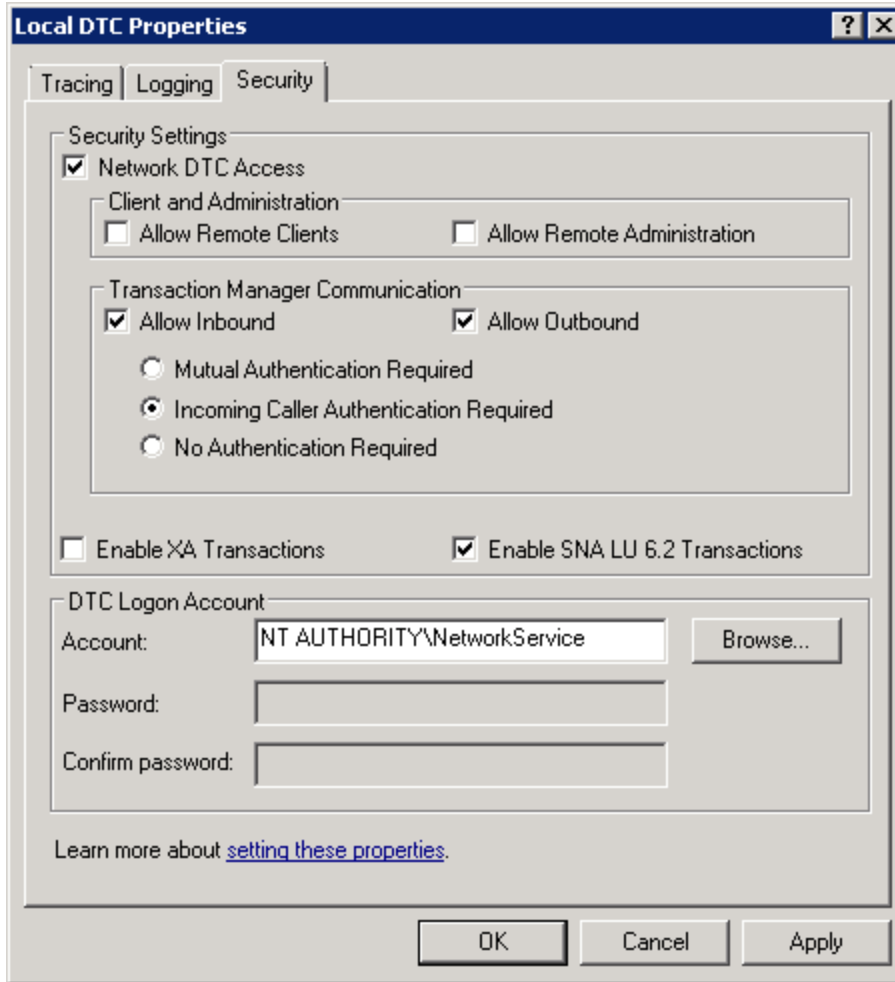 Local DTC Properties
Tracing Logging Security
Security Settings
Network DTC Access
Client and Administration
Allow Remote Clients Allow Remote Administration
Transaction Manager Communication
Allow Inbound Allow Outbound
Mutual Authentication Required
Incoming Caller Authentication Required
No Authentication Required
Enable XA Transactions Enable SNA LU 6.2 Transactions
DTC Logon Account
Account: NT AUTHORITY\NetworkService Browse...
Password:
Confirm password:
Learn more about setting these properties.
OK Cancel Apply